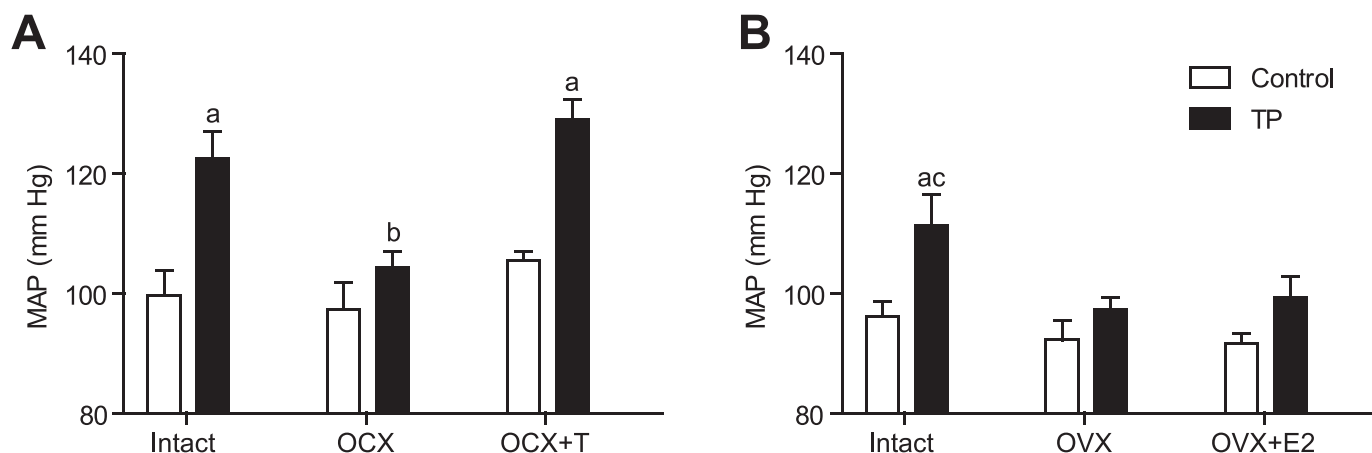 A
MAP (mm Hg)
140
120
100
80
a
b
a
Intact
OCX
OCX+T
B
MAP (mm Hg)
140
120
100
80
ac
Control
TP
Intact
OVX
OVX+E2